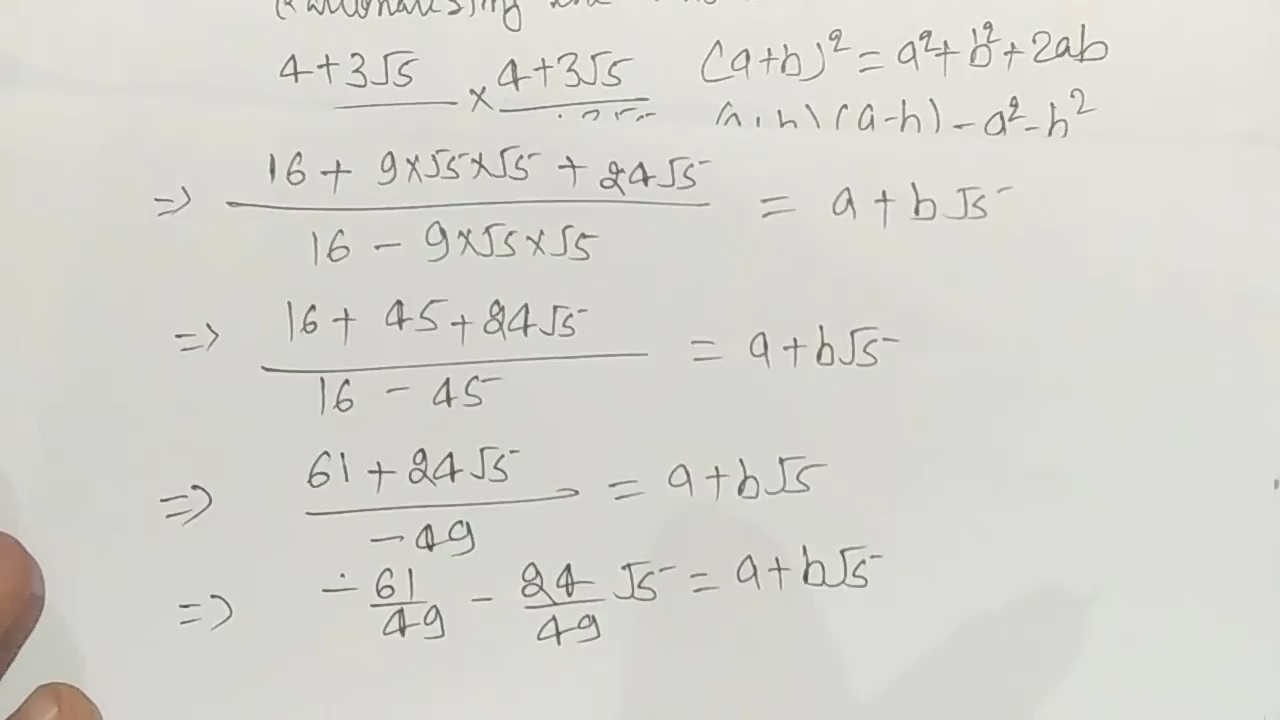 4+3√5 × 4+3√5 (a+b)² = a²+b²+2ab
(a-b) = a²-b²
=> 16 + 9×√5×√5 + 24√5 / 16 - 9×√5×√5 = a+b√5
=> 16 + 45 + 24√5 / 16 - 45 = a+b√5
=> 61 + 24√5 / -49 = a+b√5
=> -61/49 - 24/49 √5 = a+b√5